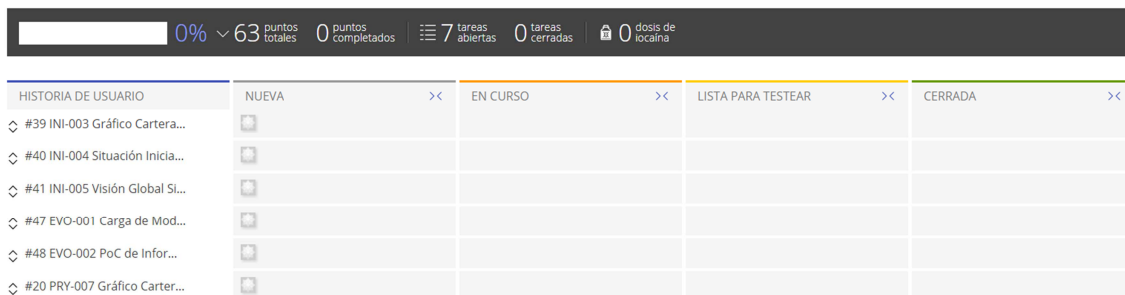 0% 63 puntos totales 0 puntos completados 7 tareas abiertas 0 tareas cerradas 0 dosis de iocaína
HISTORIA DE USUARIO NUEVA EN CURSO LISTA PARA TESTEAR CERRADA
#39 INI-003 Gráfico Cartera...
#40 INI-004 Situación Inicia...
#41 INI-005 Visión Global Si...
#47 EVO-001 Carga de Mod...
#48 EVO-002 PoC de Infor...
#20 PRY-007 Gráfico Carter...